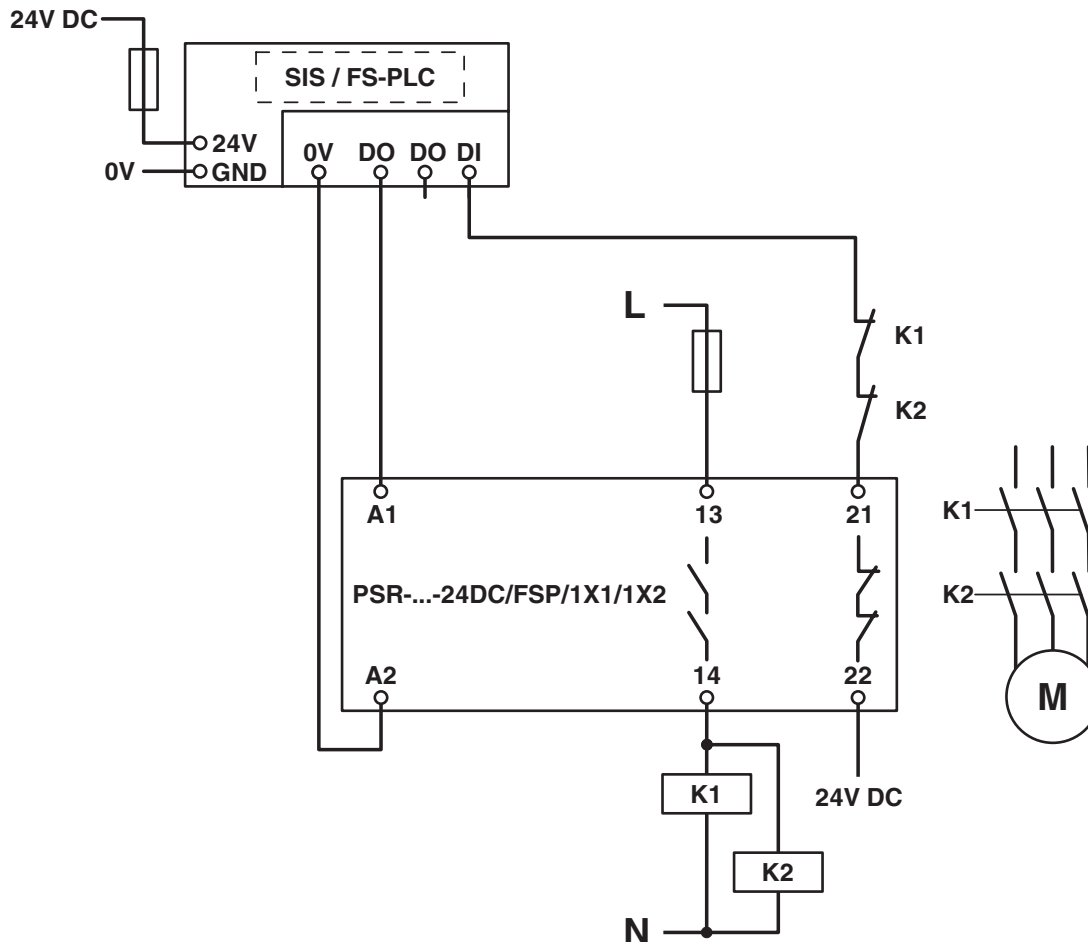 24V DC
SIS / FS-PLC
24V
0V
GND
0V DO DO DI
L
K1
K2
A1
13
21
K1
PSR-...-24DC/FSP/1X1/1X2
K2
A2
14
22
M
K1
24V DC
K2
N